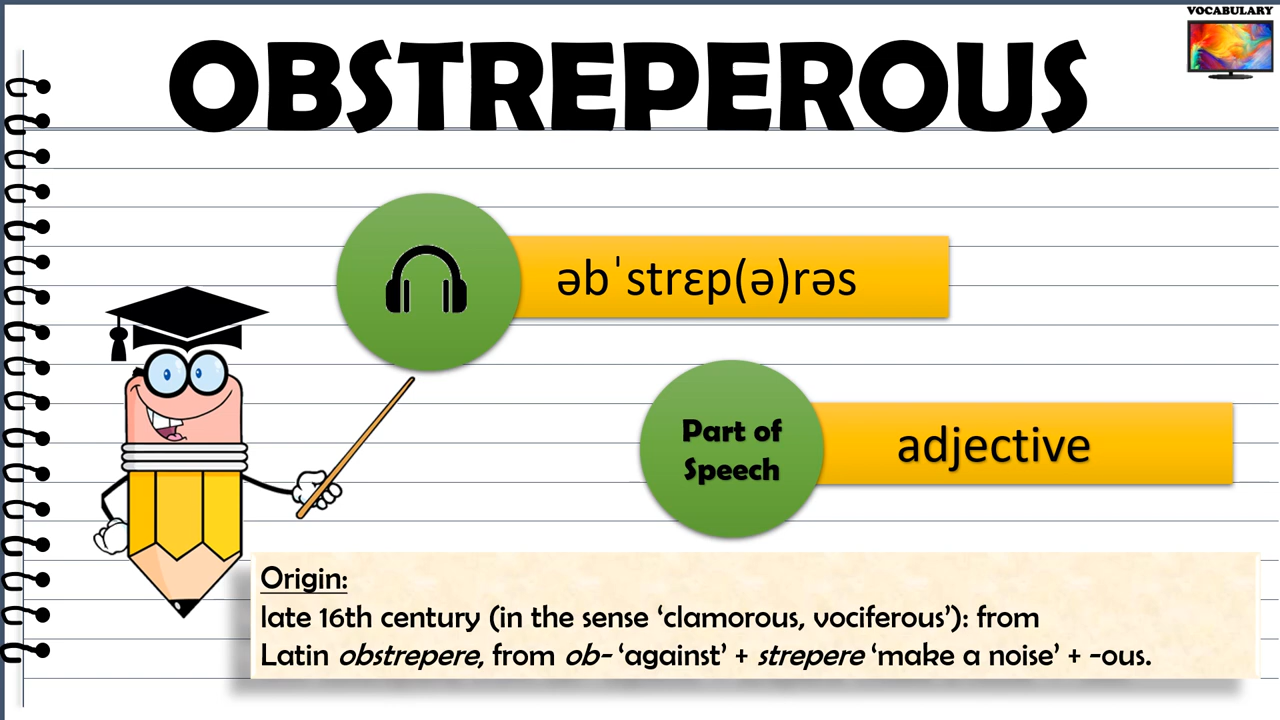 VOCABULARY
OBSTREPEROUS
əbˈstrɛp(ə)rəs
Part of
Speech
adjective
Origin:
late 16th century (in the sense ‘clamorous, vociferous’): from
Latin obstrepere, from ob- ‘against’ + strepere ‘make a noise’ + -ous.